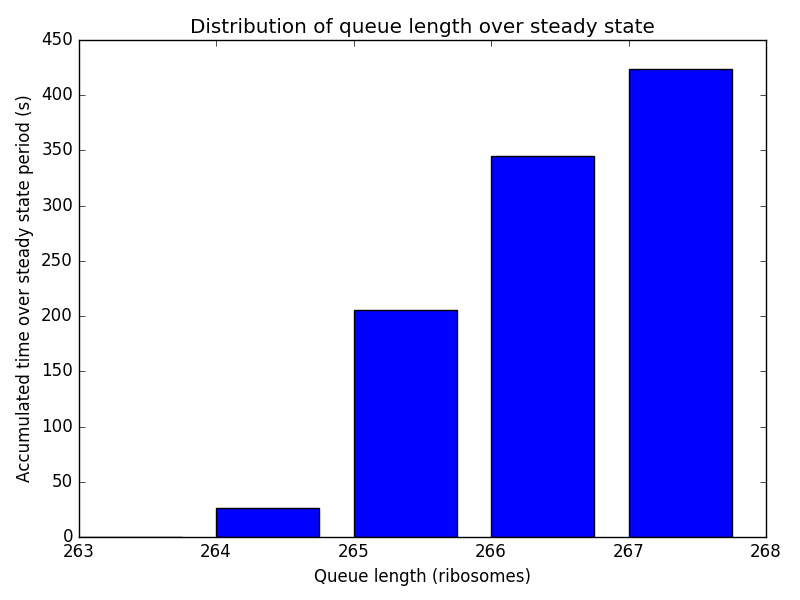 Distribution of queue length over steady state
Accumulated time over steady state period (s)
450
400
350
300
250
200
150
100
50
0
263 264 265 266 267 268
Queue length (ribosomes)